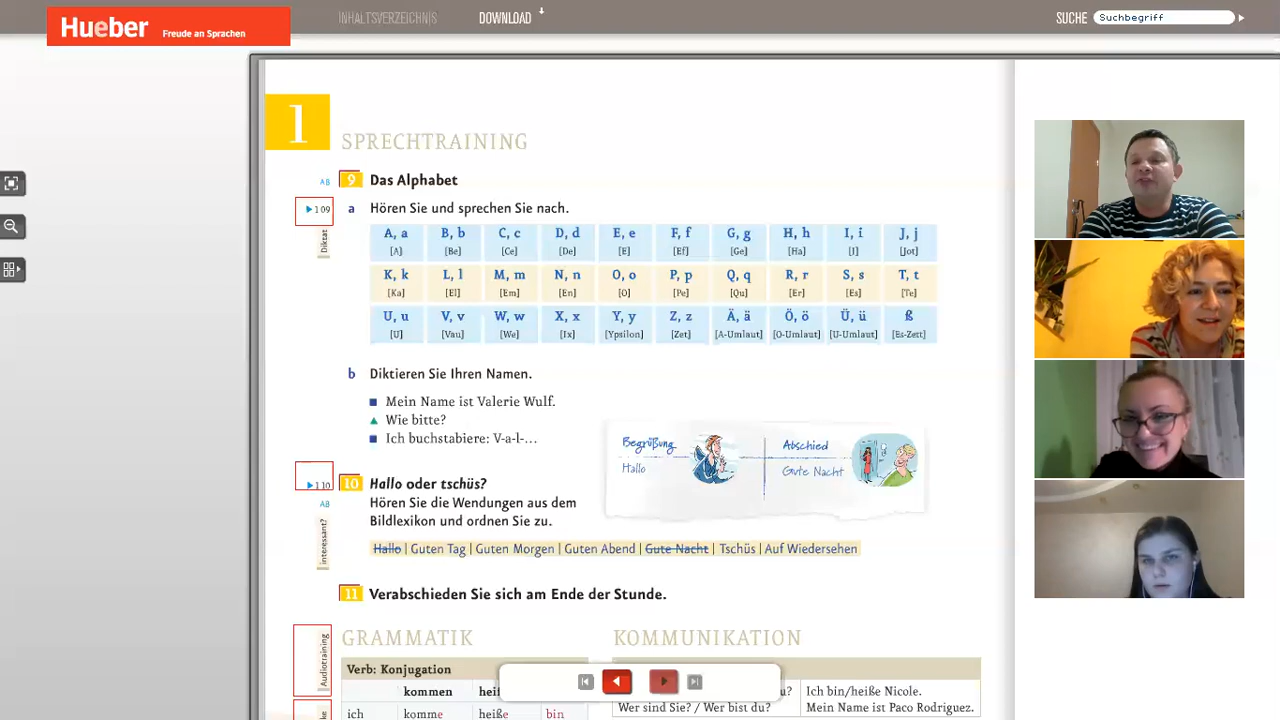 Hueber Freude an Sprachen
INHALTSVERZEICHNIS
DOWNLOAD
SUCHE Suchbegriff
1
SPRECHTRAINING
AB 9 Das Alphabet
1 09 a Hören Sie und sprechen Sie nach.
Diktat
A, a B, b C, c D, d E, e F, f G, g H, h I, i J, j
[A] [Be] [Ce] [De] [E] [Ef] [Ge] [Ha] [I] [Jot]
K, k L, l M, m N, n O, o P, p Q, q R, r S, s T, t
[Ka] [El] [Em] [En] [O] [Pe] [Qu] [Er] [Es] [Te]
U, u V, v W, w X, x Y, y Z, z Ä, ä Ö, ö Ü, ü ß
[U] [Vau] [We] [Ix] [Ypsilon] [Zet] [A-Umlaut] [O-Umlaut] [U-Umlaut] [Es-Zett]
b Diktieren Sie Ihren Namen.
Mein Name ist Valerie Wulf.
Wie bitte?
Ich buchstabiere: V-a-l-...
Begrüßung Abschied
Hallo Gute Nacht
1 10 10 Hallo oder tschüs?
AB Hören Sie die Wendungen aus dem
Bildlexikon und ordnen Sie zu.
interessant?
Hallo | Guten Tag | Guten Morgen | Guten Abend | Gute Nacht | Tschüs | Auf Wiedersehen
11 Verabschieden Sie sich am Ende der Stunde.
Audiotraining
GRAMMATIK
Verb: Konjugation
kommen
ich komme heiße bin
KOMMUNIKATION
Ich bin/heiße Nicole.
Wer sind Sie? / Wer bist du? Mein Name ist Paco Rodriguez.